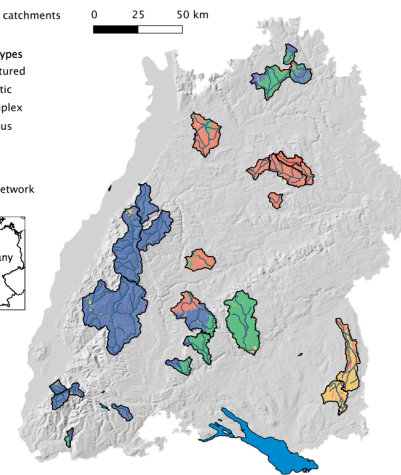 catchments
0 25 50 km
ypes
tured
tic
plex
us
etwork
any